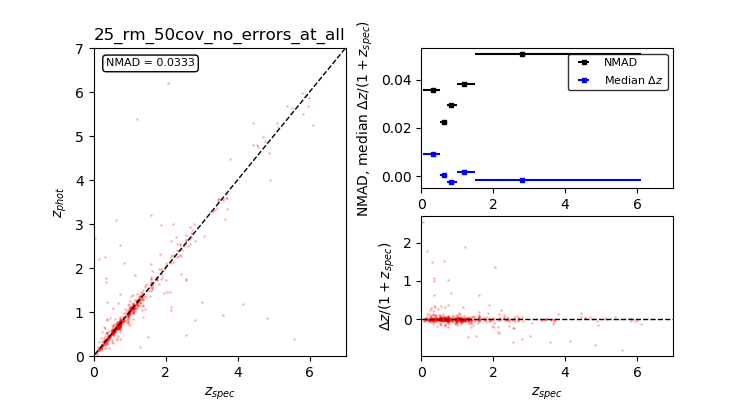 25_rm_50cov_no_errors_at_all
NMAD = 0.0333
z_phot
7
6
5
4
3
2
1
0
0 2 4 6
z_spec
NMAD, median Δz/(1 + z_spec)
0.04
0.02
0.00
NMAD
Median Δz
0 2 4 6
Δz/(1 + z_spec)
2
1
0
0 2 4 6
z_spec